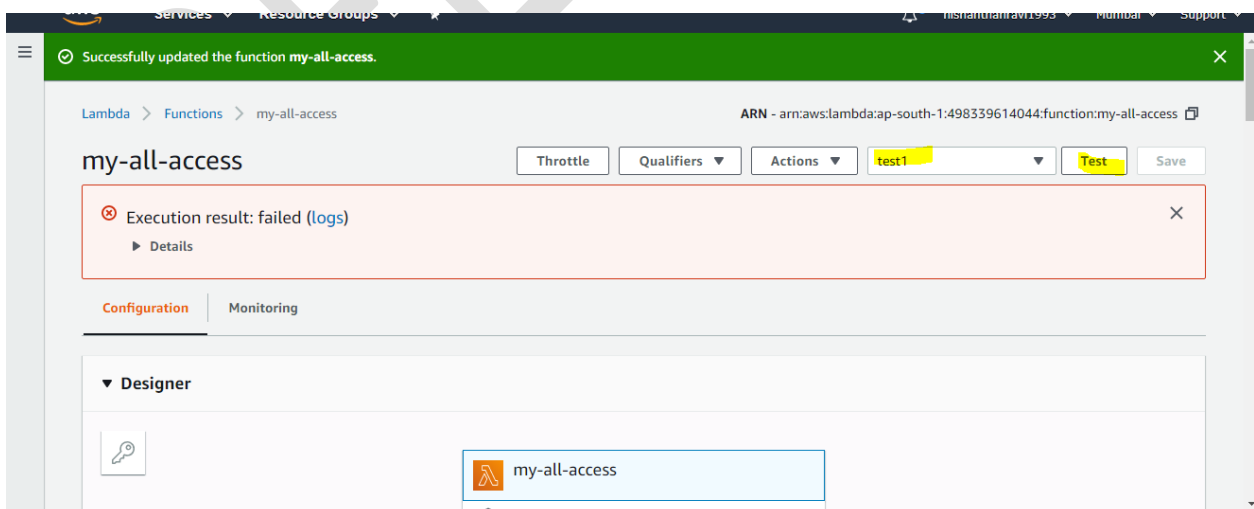 aws Services Resource Groups nishanthanravi1993 Mumbai Support
Successfully updated the function my-all-access.
Lambda > Functions > my-all-access ARN - arn:aws:lambda:ap-south-1:498339614044:function:my-all-access
my-all-access Throttle Qualifiers Actions test1 Test Save
Execution result: failed (logs)
Details
Configuration Monitoring
Designer
my-all-access